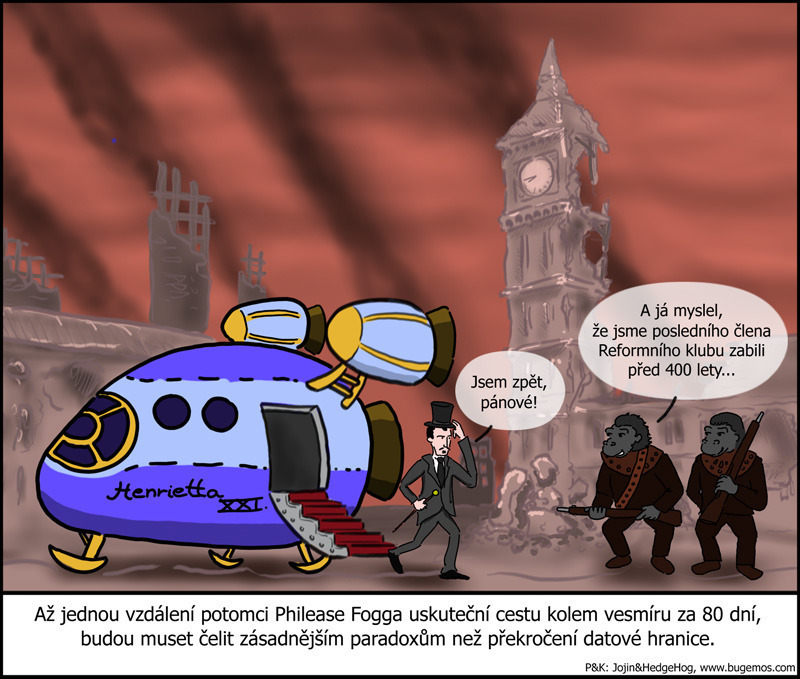 A já myslel,
že jsme posledního člena
Reformního klubu zabili
před 400 lety...
Jsem zpět,
pánové!
Henrietta
XXI.
Až jednou vzdálení potomci Philease Fogga uskuteční cestu kolem vesmíru za 80 dní,
budou muset čelit zásadnějším paradoxům než překročení datové hranice.
P&K: Jojin&HedgeHog, www.bugemos.com